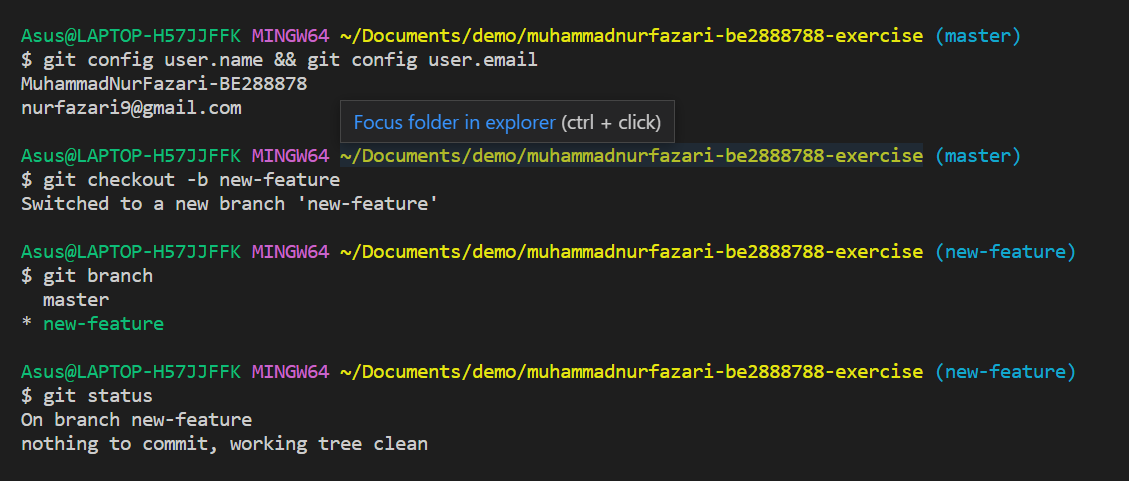 Asus@LAPTOP-H57JJFFK MINGW64 ~/Documents/demo/muhammadnurfazari-be2888788-exercise (master)
$ git config user.name && git config user.email
MuhammadNurFazari-BE288878
nurfazari9@gmail.com
Focus folder in explorer (ctrl + click)
Asus@LAPTOP-H57JJFFK MINGW64 ~/Documents/demo/muhammadnurfazari-be2888788-exercise (master)
$ git checkout -b new-feature
Switched to a new branch 'new-feature'
Asus@LAPTOP-H57JJFFK MINGW64 ~/Documents/demo/muhammadnurfazari-be2888788-exercise (new-feature)
$ git branch
  master
* new-feature
Asus@LAPTOP-H57JJFFK MINGW64 ~/Documents/demo/muhammadnurfazari-be2888788-exercise (new-feature)
$ git status
On branch new-feature
nothing to commit, working tree clean